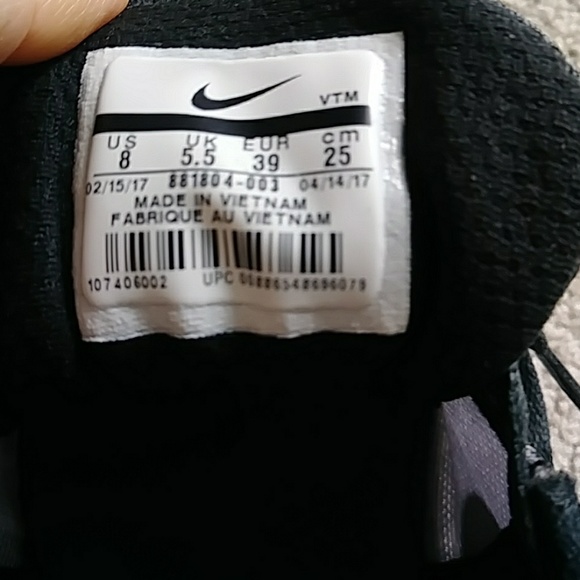 VTM
US UK EUR cm
8 5.5 39 25
02/15/17 881804-003 04/14/17
MADE IN VIETNAM
FABRIQUE AU VIETNAM
107406002 UPC